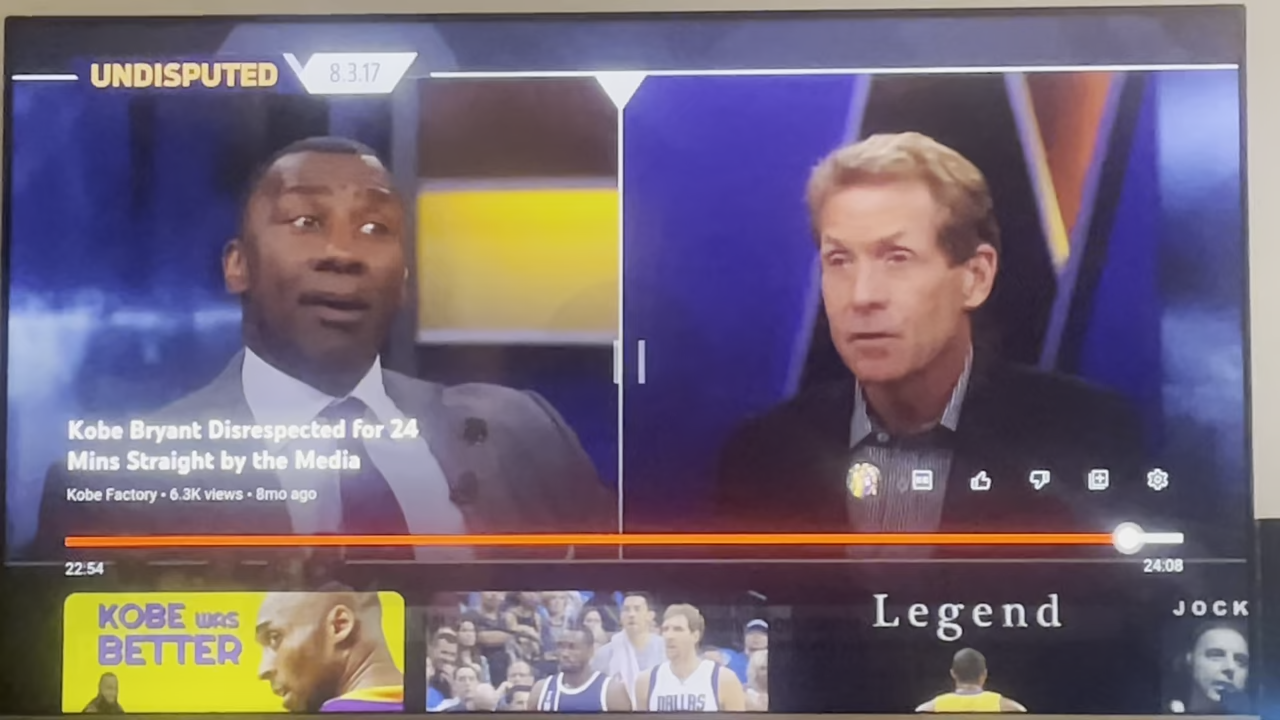 UNDISPUTED 8.3.17
Kobe Bryant Disrespected for 24
Mins Straight by the Media
Kobe Factory • 6.3K views • 8mo ago
22:54 24:08
KOBE WAS
BETTER
DALLAS
Legend
JOCK